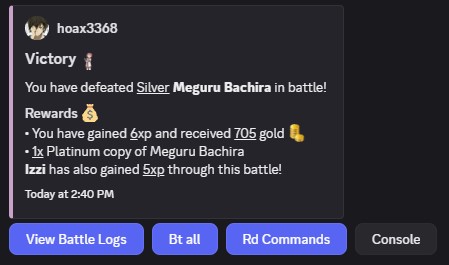 hoax3368
Victory
You have defeated Silver Meguru Bachira in battle!
Rewards
• You have gained 6xp and received 705 gold
• 1x Platinum copy of Meguru Bachira
Izzi has also gained 5xp through this battle!
Today at 2:40 PM
View Battle Logs Bt all Rd Commands Console